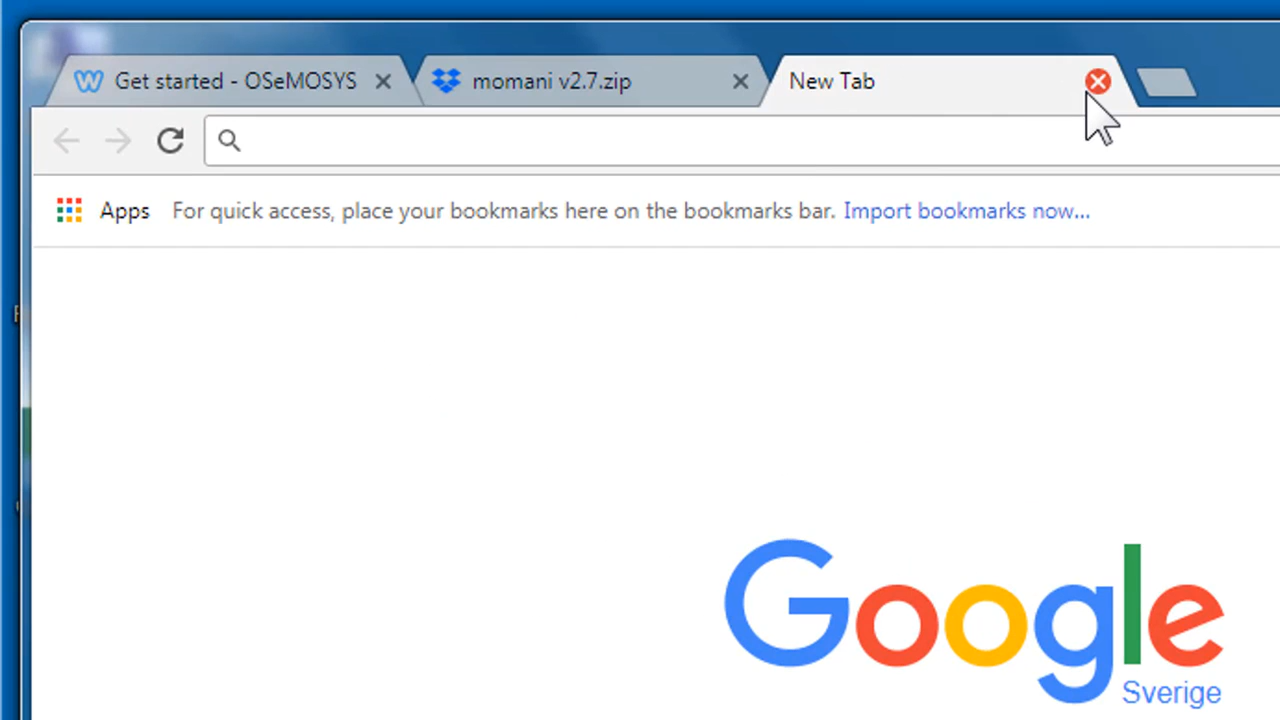 Get started - OSeMOSYS
momani v2.7.zip
New Tab
Apps For quick access, place your bookmarks here on the bookmarks bar. Import bookmarks now...
Google
Sverige